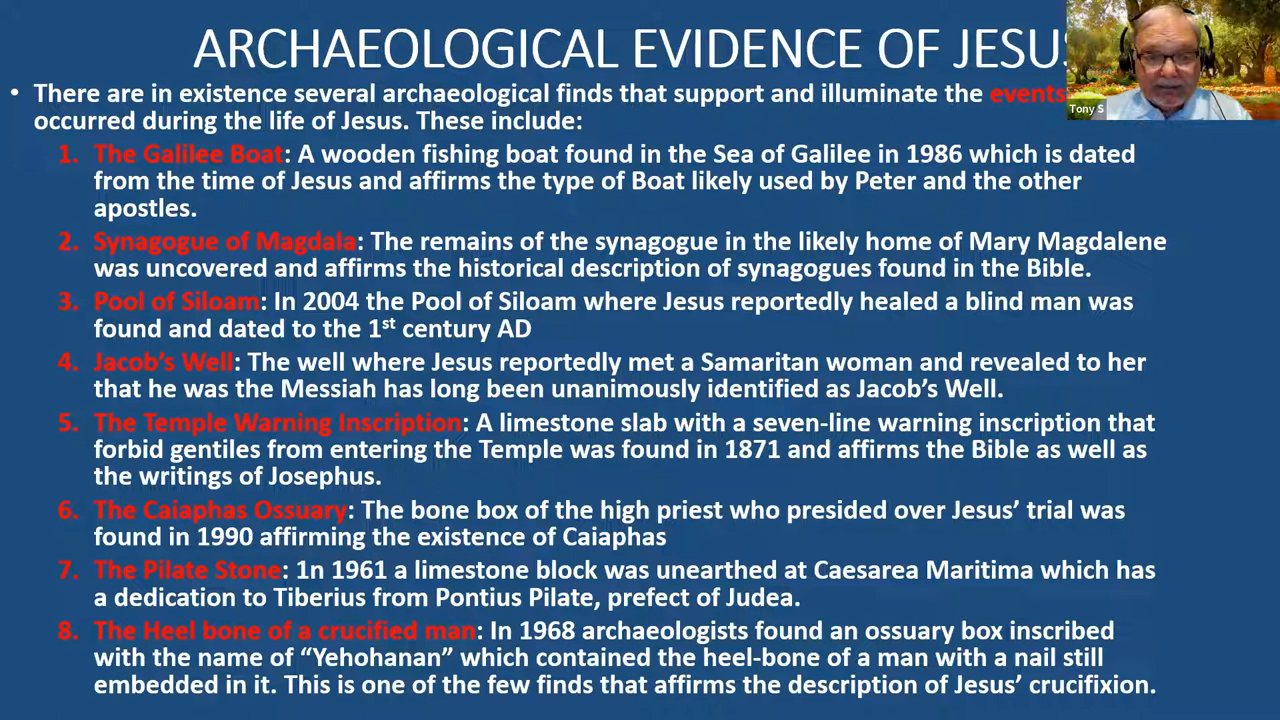 ARCHAEOLOGICAL EVIDENCE OF JESUS
• There are in existence several archaeological finds that support and illuminate the events
occurred during the life of Jesus. These include:
1. The Galilee Boat: A wooden fishing boat found in the Sea of Galilee in 1986 which is dated
from the time of Jesus and affirms the type of Boat likely used by Peter and the other
apostles.
2. Synagogue of Magdala: The remains of the synagogue in the likely home of Mary Magdalene
was uncovered and affirms the historical description of synagogues found in the Bible.
3. Pool of Siloam: In 2004 the Pool of Siloam where Jesus reportedly healed a blind man was
found and dated to the 1st century AD
4. Jacob's Well: The well where Jesus reportedly met a Samaritan woman and revealed to her
that he was the Messiah has long been unanimously identified as Jacob's Well.
5. The Temple Warning Inscription: A limestone slab with a seven-line warning inscription that
forbid gentiles from entering the Temple was found in 1871 and affirms the Bible as well as
the writings of Josephus.
6. The Caiaphas Ossuary: The bone box of the high priest who presided over Jesus' trial was
found in 1990 affirming the existence of Caiaphas
7. The Pilate Stone: 1n 1961 a limestone block was unearthed at Caesarea Maritima which has
a dedication to Tiberius from Pontius Pilate, prefect of Judea.
8. The Heel bone of a crucified man: In 1968 archaeologists found an ossuary box inscribed
with the name of “Yehohanan” which contained the heel-bone of a man with a nail still
embedded in it. This is one of the few finds that affirms the description of Jesus' crucifixion.
Tony S